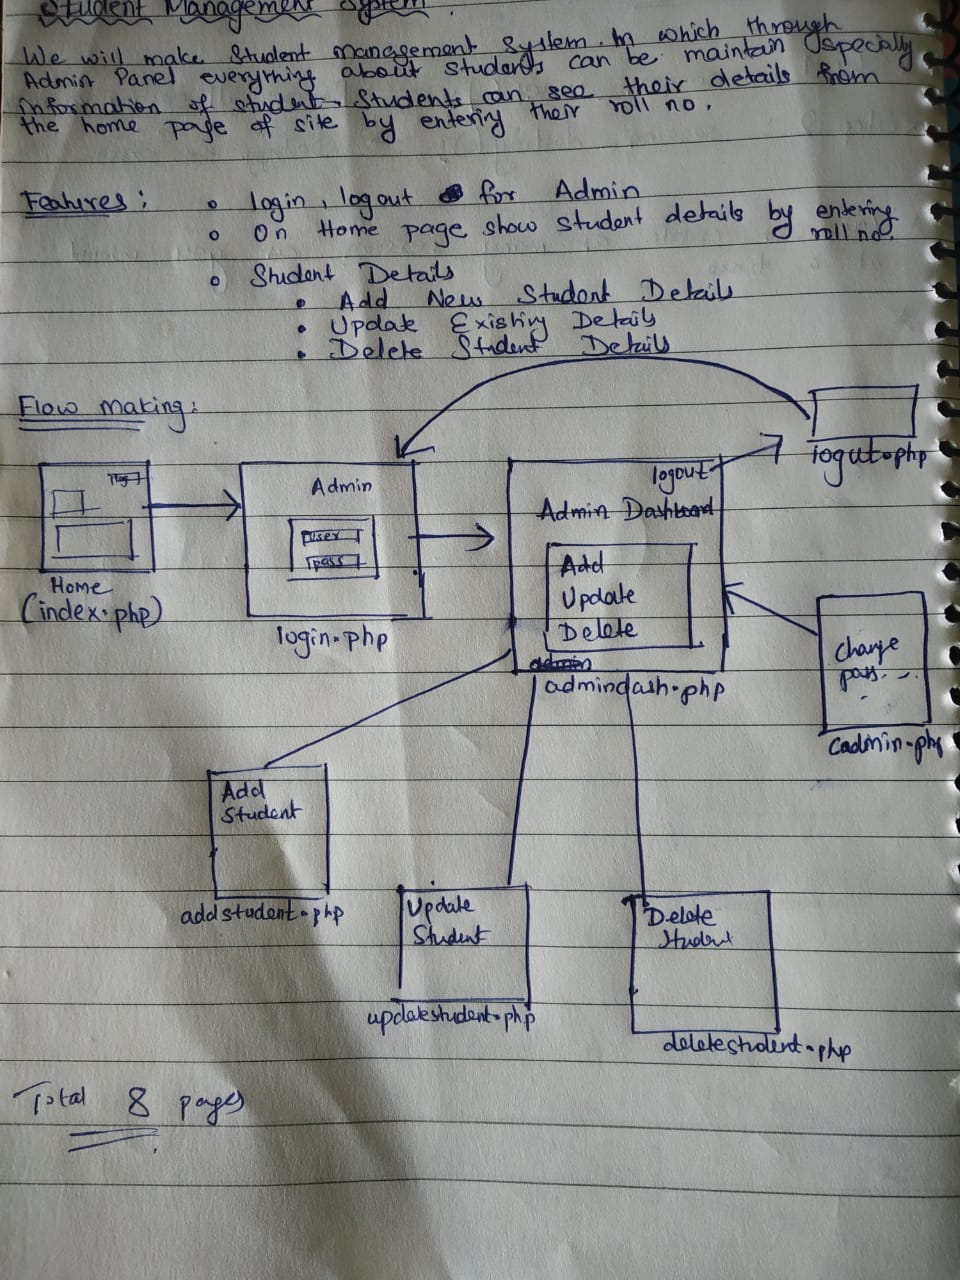 Student Management System.
We will make Student management System. In which through
Admin Panel everything about students can be maintain specially
information of student. Students can see their details from
the home page of site by entering their roll no.
Features:
login, logout for Admin
On Home page show student details by entering
roll no.
Student Details
Add New Student Details
Update Existing Details
Delete Student Details
Flow making:
logout.php
logout
Admin
Admin Dashboard
user
pass
Add
Update
Delete
Home
(index.php)
login.php
admin
admindash.php
Change
pass.
cadmin.php
Add
Student
addstudent.php
Update
Student
updatestudent.php
Delete
Student
deletestudent.php
Total 8 pages